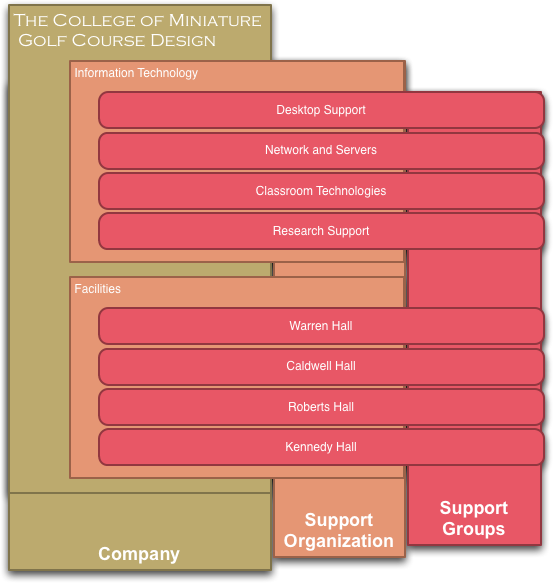 The College of Miniature
Golf Course Design
Information Technology
Desktop Support
Network and Servers
Classroom Technologies
Research Support
Facilities
Warren Hall
Caldwell Hall
Roberts Hall
Kennedy Hall
Company
Support
Organization
Support
Groups